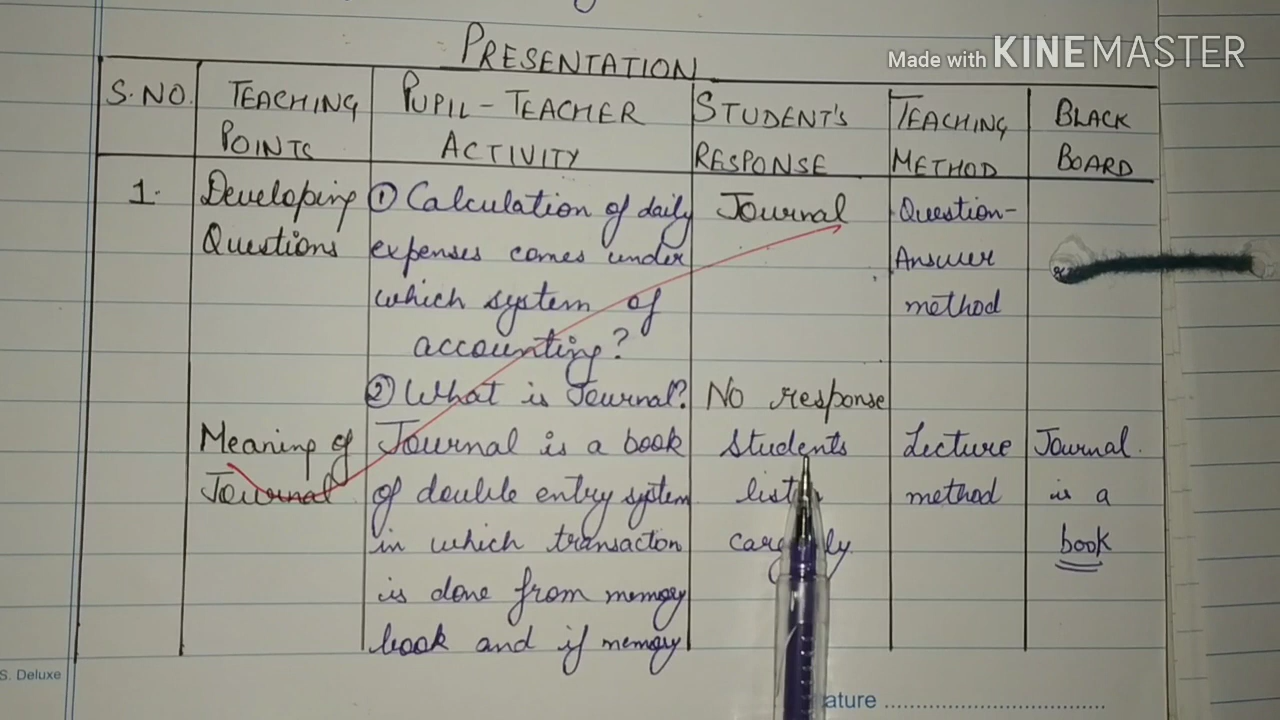 PRESENTATION
Made with KINEMASTER
S.NO. TEACHING POINTS PUPIL-TEACHER ACTIVITY STUDENT'S RESPONSE TEACHING METHOD BLACK BOARD
1. Developing Questions
① Calculation of daily
expenses comes under
which system of
accounting?
② What is Journal?
Journal
No response
Question-
Answer
method
Meaning of
Journal
Journal is a book
of double entry system
in which transacton
is done from memory
book and if memory
Students
Lecture
method
Journal
is a
book
S. Deluxe
ature ....................................